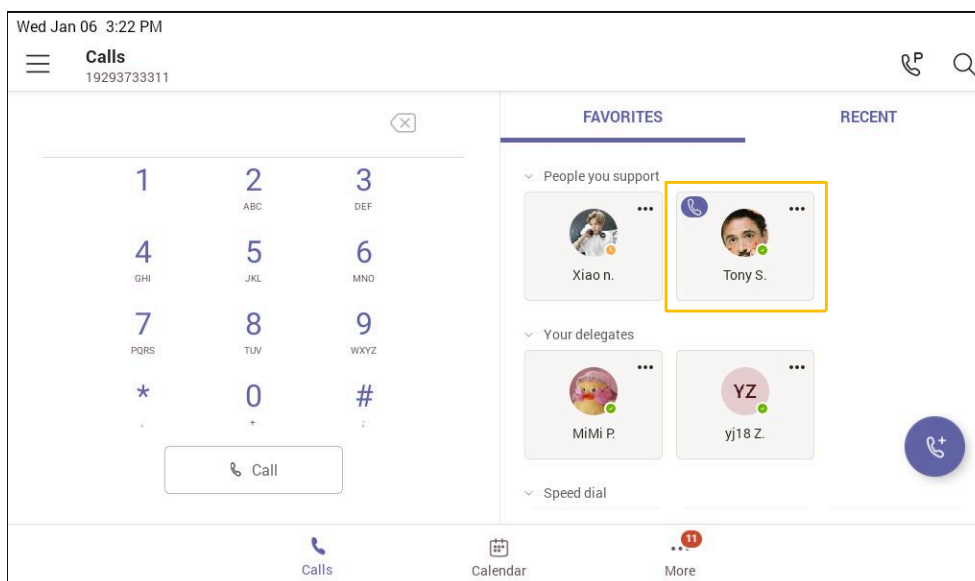 Wed Jan 06 3:22 PM
Calls
19293733311
P
FAVORITES
RECENT
1
2
ABC
3
DEF
4
GHI
5
JKL
6
MNO
7
PQRS
8
TUV
9
WXYZ
*
,
0
+
#
;
Call
People you support
Xiao n.
Tony S.
Your delegates
MiMi P.
YZ
yj18 Z.
Speed dial
Calls
Calendar
11
More